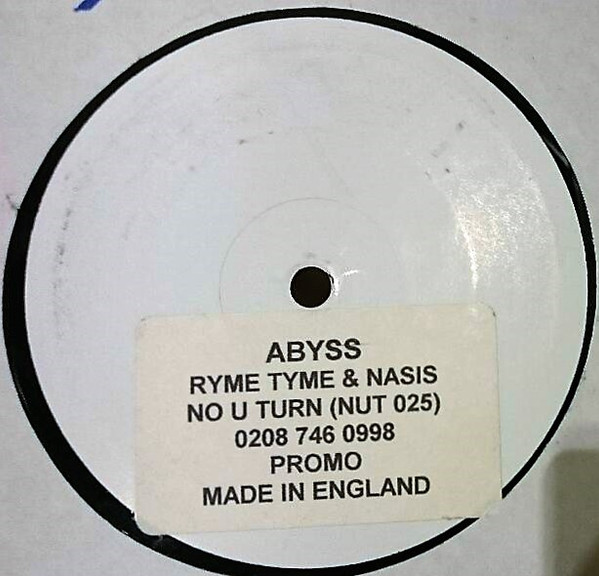 ABYSS
RYME TYME & NASIS
NO U TURN (NUT 025)
0208 746 0998
PROMO
MADE IN ENGLAND